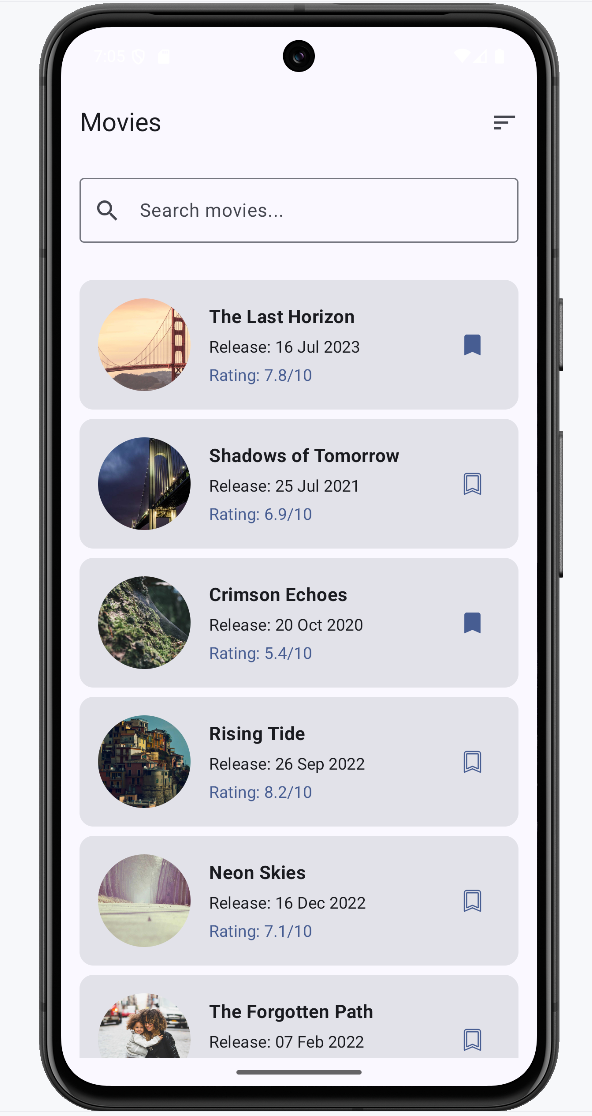 7:05
Movies
Search movies...
The Last Horizon
Release: 16 Jul 2023
Rating: 7.8/10
Shadows of Tomorrow
Release: 25 Jul 2021
Rating: 6.9/10
Crimson Echoes
Release: 20 Oct 2020
Rating: 5.4/10
Rising Tide
Release: 26 Sep 2022
Rating: 8.2/10
Neon Skies
Release: 16 Dec 2022
Rating: 7.1/10
The Forgotten Path
Release: 07 Feb 2022